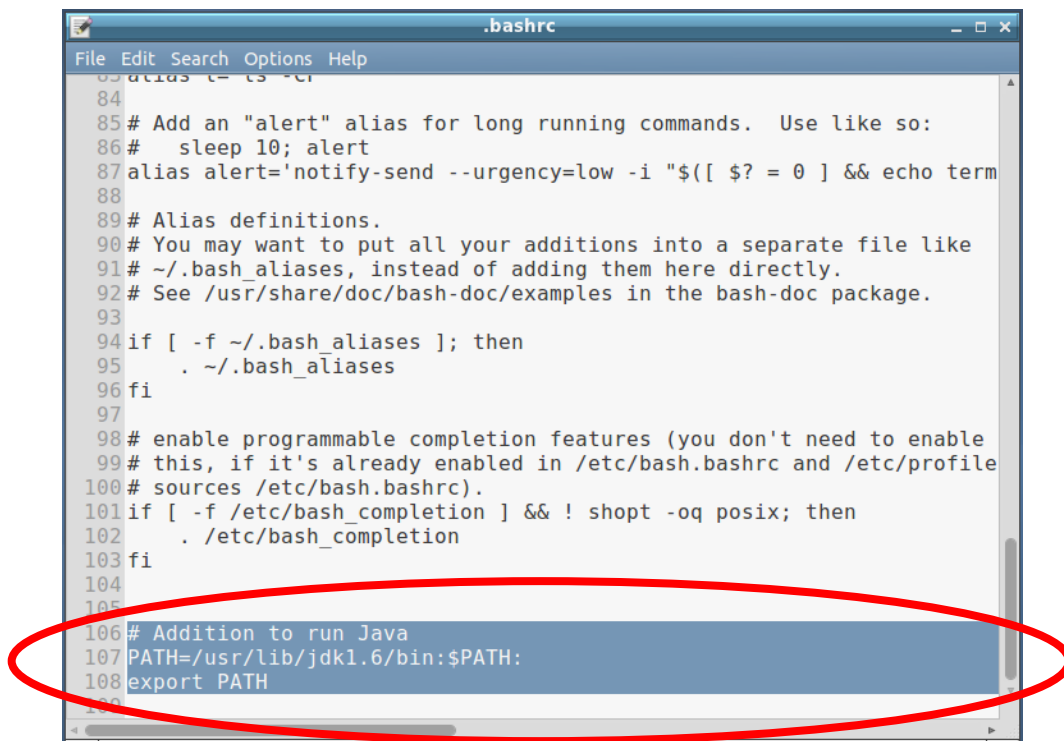 .bashrc
File Edit Search Options Help
84
85 # Add an "alert" alias for long running commands.  Use like so:
86 #   sleep 10; alert
87 alias alert='notify-send --urgency=low -i "$([ $? = 0 ] && echo term
88
89 # Alias definitions.
90 # You may want to put all your additions into a separate file like
91 # ~/.bash_aliases, instead of adding them here directly.
92 # See /usr/share/doc/bash-doc/examples in the bash-doc package.
93
94 if [ -f ~/.bash_aliases ]; then
95     . ~/.bash_aliases
96 fi
97
98 # enable programmable completion features (you don't need to enable
99 # this, if it's already enabled in /etc/bash.bashrc and /etc/profile
100 # sources /etc/bash.bashrc).
101 if [ -f /etc/bash_completion ] && ! shopt -oq posix; then
102     . /etc/bash_completion
103 fi
104
105
106 # Addition to run Java
107 PATH=/usr/lib/jdk1.6/bin:$PATH:
108 export PATH
109